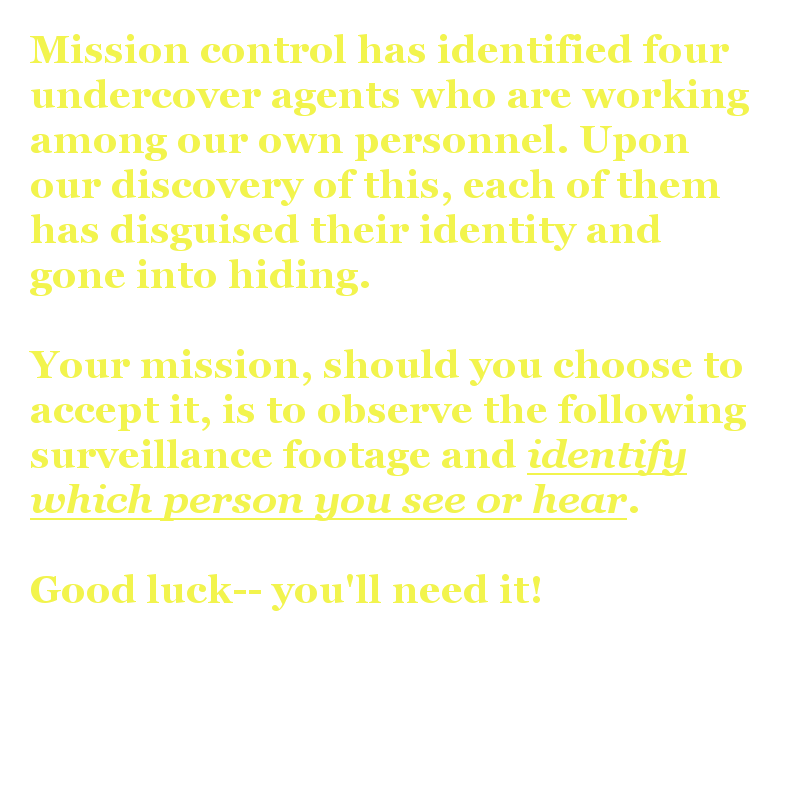 Mission control has identified four
undercover agents who are working
among our own personnel. Upon
our discovery of this, each of them
has disguised their identity and
gone into hiding.
Your mission, should you choose to
accept it, is to observe the following
surveillance footage and identify
which person you see or hear.
Good luck-- you'll need it!